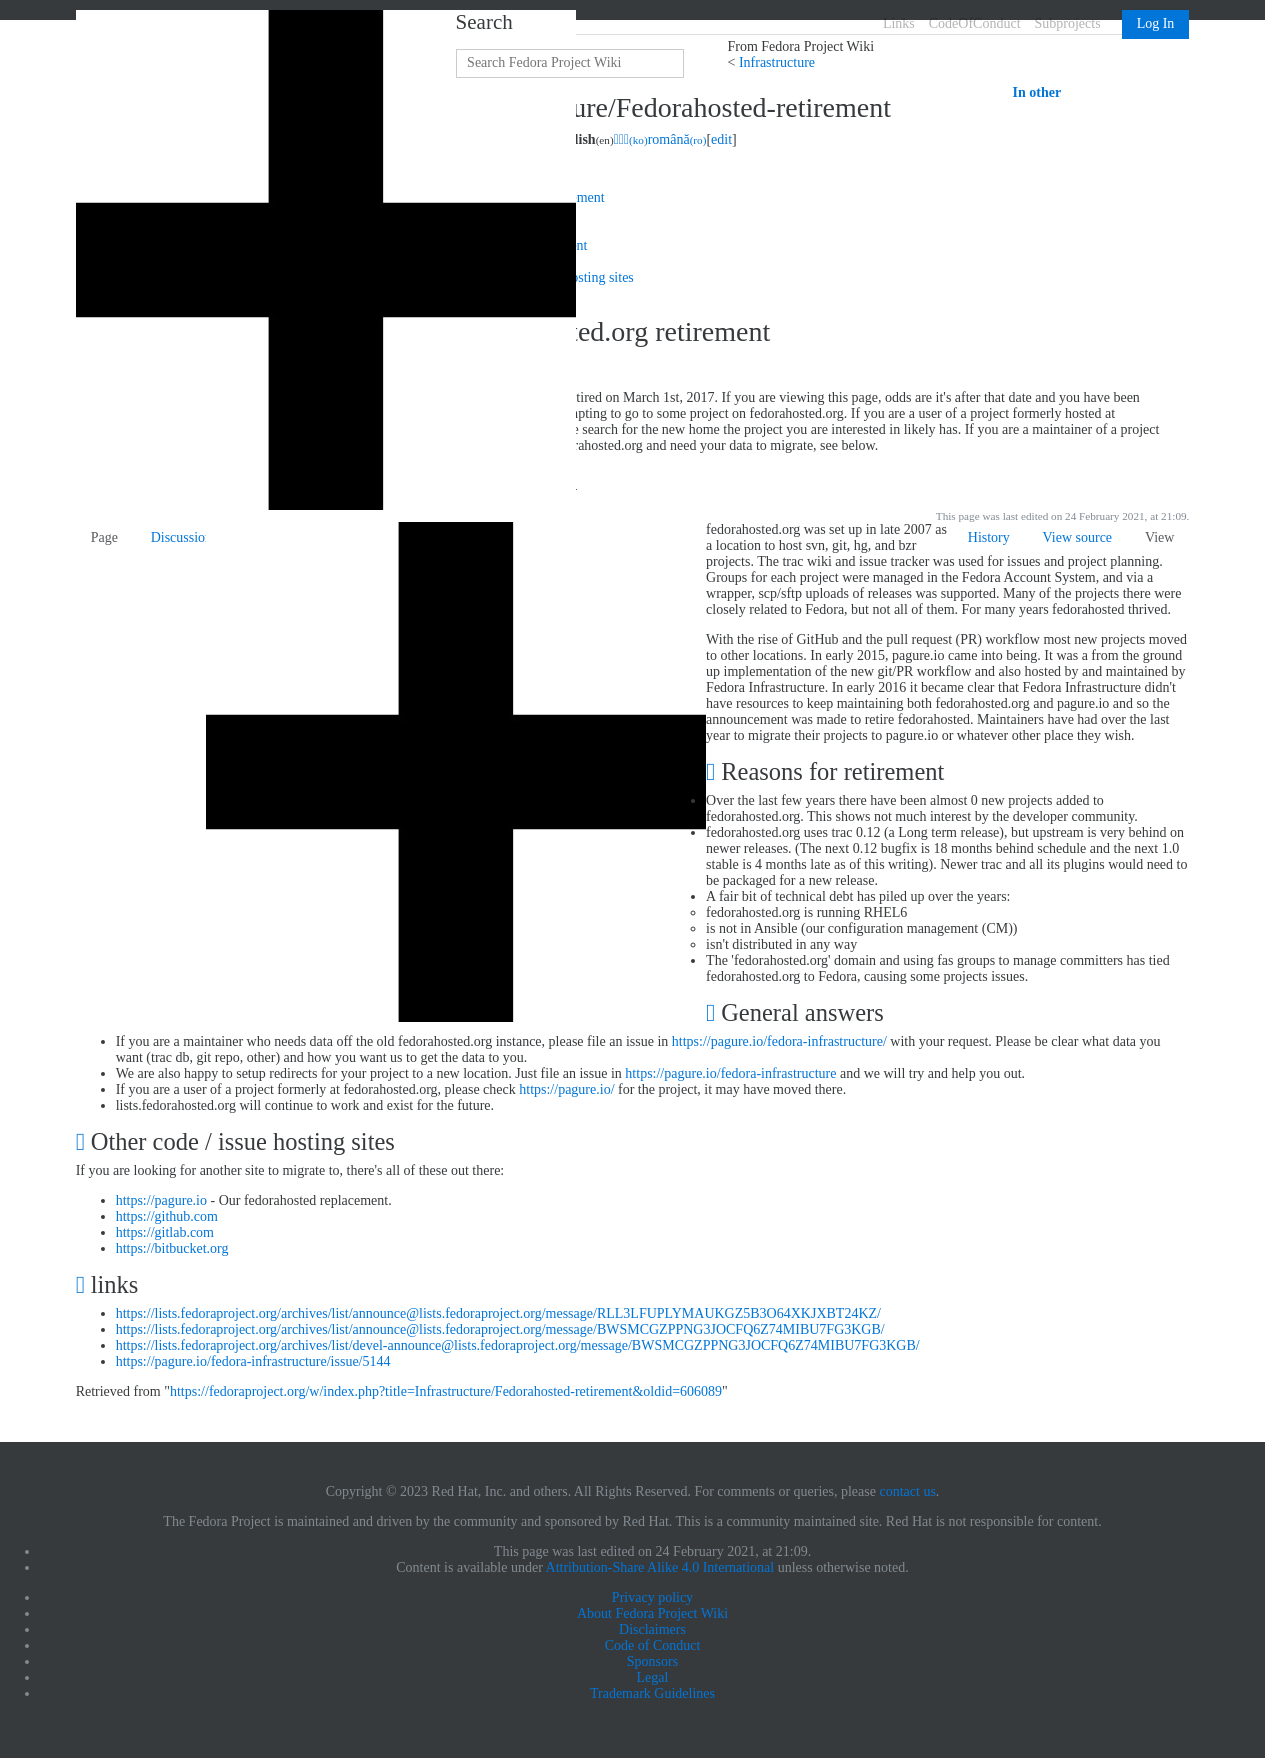 Search
Links CodeOfConduct Subprojects Log In
Search Fedora Project Wiki
From Fedora Project Wiki
< Infrastructure
In other
ure/Fedorahosted-retirement
lish(en) (ko)română(ro)[edit]
ment
nt
osting sites
ted.org retirement
tired on March 1st, 2017. If you are viewing this page, odds are it's after that date and you have been
pting to go to some project on fedorahosted.org. If you are a user of a project formerly hosted at
e search for the new home the project you are interested in likely has. If you are a maintainer of a project
rahosted.org and need your data to migrate, see below.
This page was last edited on 24 February 2021, at 21:09.
Page Discussio
History View source View
fedorahosted.org was set up in late 2007 as
a location to host svn, git, hg, and bzr
projects. The trac wiki and issue tracker was used for issues and project planning.
Groups for each project were managed in the Fedora Account System, and via a
wrapper, scp/sftp uploads of releases was supported. Many of the projects there were
closely related to Fedora, but not all of them. For many years fedorahosted thrived.
With the rise of GitHub and the pull request (PR) workflow most new projects moved
to other locations. In early 2015, pagure.io came into being. It was a from the ground
up implementation of the new git/PR workflow and also hosted by and maintained by
Fedora Infrastructure. In early 2016 it became clear that Fedora Infrastructure didn't
have resources to keep maintaining both fedorahosted.org and pagure.io and so the
announcement was made to retire fedorahosted. Maintainers have had over the last
year to migrate their projects to pagure.io or whatever other place they wish.
Reasons for retirement
Over the last few years there have been almost 0 new projects added to
fedorahosted.org. This shows not much interest by the developer community.
fedorahosted.org uses trac 0.12 (a Long term release), but upstream is very behind on
newer releases. (The next 0.12 bugfix is 18 months behind schedule and the next 1.0
stable is 4 months late as of this writing). Newer trac and all its plugins would need to
be packaged for a new release.
A fair bit of technical debt has piled up over the years:
fedorahosted.org is running RHEL6
is not in Ansible (our configuration management (CM))
isn't distributed in any way
The 'fedorahosted.org' domain and using fas groups to manage committers has tied
fedorahosted.org to Fedora, causing some projects issues.
General answers
If you are a maintainer who needs data off the old fedorahosted.org instance, please file an issue in https://pagure.io/fedora-infrastructure/ with your request. Please be clear what data you
want (trac db, git repo, other) and how you want us to get the data to you.
We are also happy to setup redirects for your project to a new location. Just file an issue in https://pagure.io/fedora-infrastructure and we will try and help you out.
If you are a user of a project formerly at fedorahosted.org, please check https://pagure.io/ for the project, it may have moved there.
lists.fedorahosted.org will continue to work and exist for the future.
Other code / issue hosting sites
If you are looking for another site to migrate to, there's all of these out there:
https://pagure.io - Our fedorahosted replacement.
https://github.com
https://gitlab.com
https://bitbucket.org
links
https://lists.fedoraproject.org/archives/list/announce@lists.fedoraproject.org/message/RLL3LFUPLYMAUKGZ5B3O64XKJXBT24KZ/
https://lists.fedoraproject.org/archives/list/announce@lists.fedoraproject.org/message/BWSMCGZPPNG3JOCFQ6Z74MIBU7FG3KGB/
https://lists.fedoraproject.org/archives/list/devel-announce@lists.fedoraproject.org/message/BWSMCGZPPNG3JOCFQ6Z74MIBU7FG3KGB/
https://pagure.io/fedora-infrastructure/issue/5144
Retrieved from "https://fedoraproject.org/w/index.php?title=Infrastructure/Fedorahosted-retirement&oldid=606089"
Copyright © 2023 Red Hat, Inc. and others. All Rights Reserved. For comments or queries, please contact us.
The Fedora Project is maintained and driven by the community and sponsored by Red Hat. This is a community maintained site. Red Hat is not responsible for content.
This page was last edited on 24 February 2021, at 21:09.
Content is available under Attribution-Share Alike 4.0 International unless otherwise noted.
Privacy policy
About Fedora Project Wiki
Disclaimers
Code of Conduct
Sponsors
Legal
Trademark Guidelines